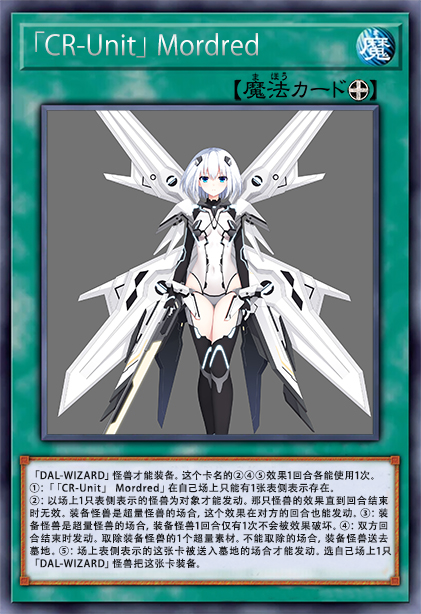 「CR-Unit」 Mordred
魔
まほう
【魔法カード】
「DAL-WIZARD」怪兽才能装备。这个卡名的②④⑤效果1回合各能使用1次。
①：「「CR-Unit」 Mordred」在自己场上只能有1张表侧表示存在。
②：以场上1只表侧表示的怪兽为对象才能发动。那只怪兽的效果直到回合结束
时无效。装备怪兽是超量怪兽的场合，这个效果在对方的回合也能发动。③：装
备怪兽是超量怪兽的场合，装备怪兽1回合仅有1次不会被效果破坏。④：双方回
合结束时发动。取除装备怪兽的1个超量素材。不能取除的场合，装备怪兽送去
墓地。⑤：场上表侧表示的这张卡被送入墓地的场合才能发动。选自己场上1只
「DAL-WIZARD」怪兽把这张卡装备。